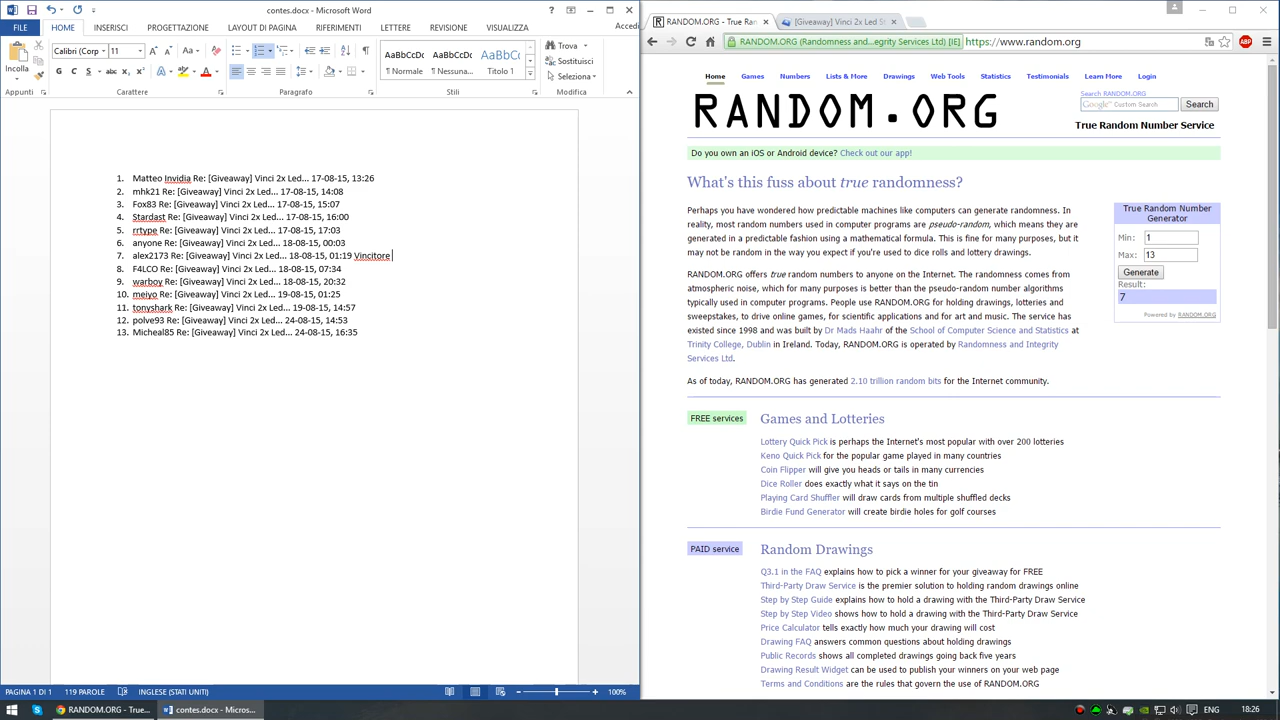 contes.docx - Microsoft Word
FILE HOME INSERISCI PROGETTAZIONE LAYOUT DI PAGINA RIFERIMENTI LETTERE REVISIONE VISUALIZZA Accedi
Incolla
Calibri (Corp 11
Trova
Sostituisci
Seleziona
AaBbCcDc AaBbCcDc AaBbCc
¶ Normale ¶ Nessuna... Titolo 1
Appunti Carattere Paragrafo Stili Modifica
1. Matteo Invidia Re: [Giveaway] Vinci 2x Led... 17-08-15, 13:26
2. mhk21 Re: [Giveaway] Vinci 2x Led... 17-08-15, 14:08
3. Fox83 Re: [Giveaway] Vinci 2x Led... 17-08-15, 15:07
4. Stardast Re: [Giveaway] Vinci 2x Led... 17-08-15, 16:00
5. rrtype Re: [Giveaway] Vinci 2x Led... 17-08-15, 17:03
6. anyone Re: [Giveaway] Vinci 2x Led... 18-08-15, 00:03
7. alex2173 Re: [Giveaway] Vinci 2x Led... 18-08-15, 01:19 Vincitore
8. F4LCO Re: [Giveaway] Vinci 2x Led... 18-08-15, 07:34
9. warboy Re: [Giveaway] Vinci 2x Led... 18-08-15, 20:32
10. meiyo Re: [Giveaway] Vinci 2x Led... 19-08-15, 01:25
11. tonyshark Re: [Giveaway] Vinci 2x Led... 19-08-15, 14:57
12. polve93 Re: [Giveaway] Vinci 2x Led... 24-08-15, 14:53
13. Micheal85 Re: [Giveaway] Vinci 2x Led... 24-08-15, 16:35
PAGINA 1 DI 1 119 PAROLE INGLESE (STATI UNITI) 100%
RANDOM.ORG - True Ran [Giveaway] Vinci 2x Led St
RANDOM.ORG (Randomness and...egrity Services Ltd) [IE] https://www.random.org
Home Games Numbers Lists & More Drawings Web Tools Statistics Testimonials Learn More Login
Search RANDOM.ORG
Google Custom Search Search
RANDOM.ORG
True Random Number Service
Do you own an iOS or Android device? Check out our app!
What's this fuss about true randomness?
Perhaps you have wondered how predictable machines like computers can generate randomness. In
reality, most random numbers used in computer programs are pseudo-random, which means they are
generated in a predictable fashion using a mathematical formula. This is fine for many purposes, but it
may not be random in the way you expect if you're used to dice rolls and lottery drawings.
RANDOM.ORG offers true random numbers to anyone on the Internet. The randomness comes from
atmospheric noise, which for many purposes is better than the pseudo-random number algorithms
typically used in computer programs. People use RANDOM.ORG for holding drawings, lotteries and
sweepstakes, to drive online games, for scientific applications and for art and music. The service has
existed since 1998 and was built by Dr Mads Haahr of the School of Computer Science and Statistics at
Trinity College, Dublin in Ireland. Today, RANDOM.ORG is operated by Randomness and Integrity
Services Ltd.
As of today, RANDOM.ORG has generated 2.10 trillion random bits for the Internet community.
True Random Number
Generator
Min: 1
Max: 13
Generate
Result:
7
Powered by RANDOM.ORG
FREE services
Games and Lotteries
Lottery Quick Pick is perhaps the Internet's most popular with over 200 lotteries
Keno Quick Pick for the popular game played in many countries
Coin Flipper will give you heads or tails in many currencies
Dice Roller does exactly what it says on the tin
Playing Card Shuffler will draw cards from multiple shuffled decks
Birdie Fund Generator will create birdie holes for golf courses
PAID service
Random Drawings
Q3.1 in the FAQ explains how to pick a winner for your giveaway for FREE
Third-Party Draw Service is the premier solution to holding random drawings online
Step by Step Guide explains how to hold a drawing with the Third-Party Draw Service
Step by Step Video shows how to hold a drawing with the Third-Party Draw Service
Price Calculator tells exactly how much your drawing will cost
Drawing FAQ answers common questions about holding drawings
Public Records shows all completed drawings going back five years
Drawing Result Widget can be used to publish your winners on your web page
Terms and Conditions are the rules that govern the use of RANDOM.ORG
RANDOM.ORG - True... contes.docx - Micros... ENG 18:26